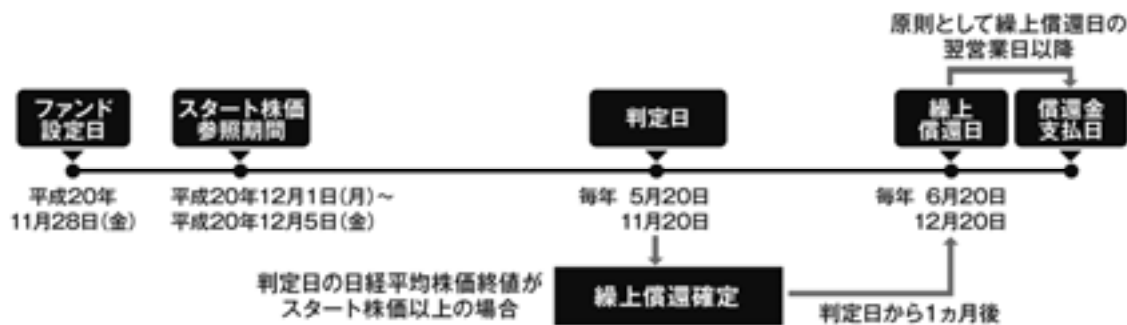 原則として繰上償還日の
翌営業日以降
ファンド
設定日
スタート株価
参照期間
判定日
繰上
償還日
償還金
支払日
平成20年
11月28日(金)
平成20年12月1日(月)～
平成20年12月5日(金)
毎年 5月20日
11月20日
毎年 6月20日
12月20日
判定日の日経平均株価終値が
スタート株価以上の場合
繰上償還確定
判定日から1ヵ月後